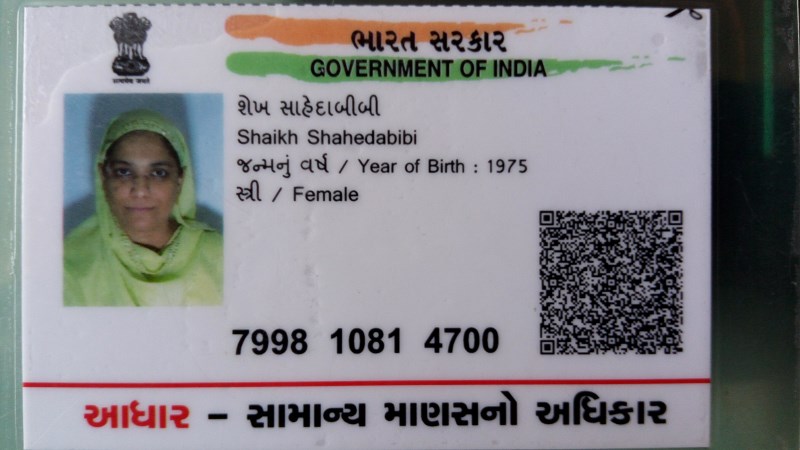 ભારત સરકાર
GOVERNMENT OF INDIA
શેખ સાહેદાબીબી
Shaikh Shahedabibi
જન્મનું વર્ષ / Year of Birth : 1975
સ્ત્રી / Female
7998 1081 4700
આધાર – સામાન્ય માણસનો અધિકાર